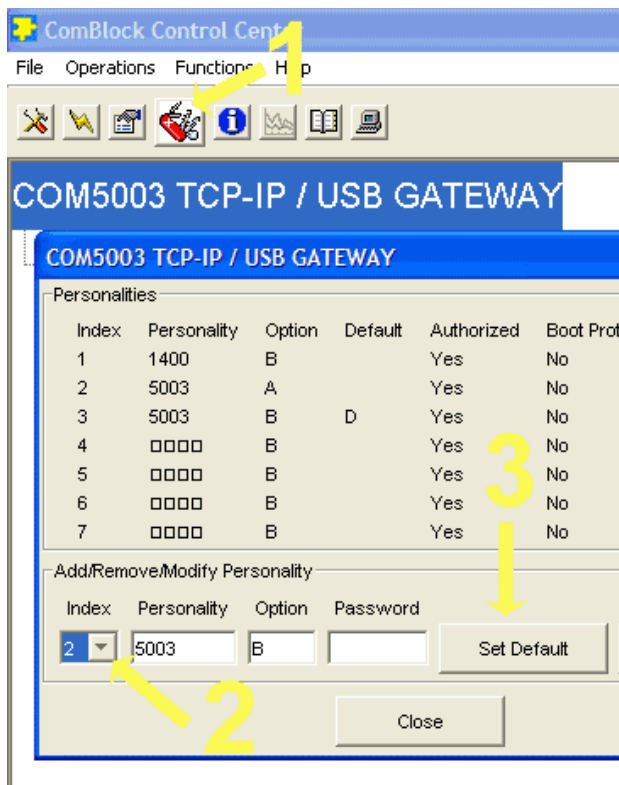 ComBlock Control Center
1
File Operations Functions Help
COM5003 TCP-IP / USB GATEWAY
COM5003 TCP-IP / USB GATEWAY
Personalities
Index Personality Option Default Authorized Boot Prot
1 1400 B Yes No
2 5003 A Yes No
3 5003 B D Yes No
4 □□□□ B Yes No
5 □□□□ B Yes No
6 □□□□ B Yes No
7 □□□□ B Yes No
3
Add/Remove/Modify Personality
Index Personality Option Password
2 5003 B Set Default
2
Close